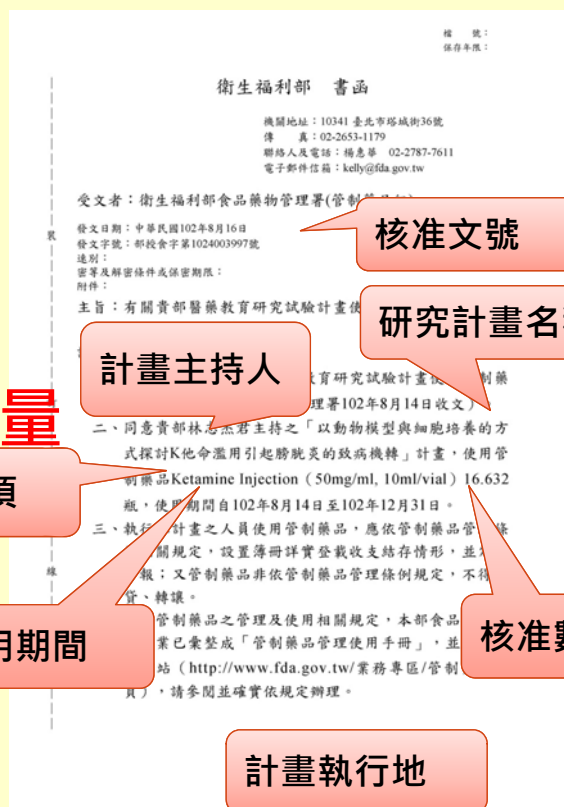 檔 號：
保存年限：
衛生福利部 書函
機關地址：10341 臺北市塔城街36號
傳 真：02-2653-1179
聯絡人及電話：楊惠華 02-2787-7611
電子郵件信箱：kelly@fda.gov.tw
受文者：衛生福利部食品藥物管理署(管制
發文日期：中華民國102年8月16日
裝
發文字號：部授食字第1024003997號
核准文號
速別：
密等及解密條件或保密期限：
附件：
主旨：有關貴部醫藥教育研究試驗計畫使
研究計畫名
計畫主持人
育研究試驗計畫使 制藥
理署102年8月14日收文）
量
二、同意貴部林志杰君主持之「以動物模型與細胞培養的方
式探討K他命濫用引起膀胱炎的致病機轉」計畫，使用管
制藥品Ketamine Injection（50mg/ml, 10ml/vial）16.632
瓶，使用期間自102年8月14日至102年12月31日。
三、執行 計畫之人員使用管制藥品，應依管制藥品管 條
關規定，設置簿冊詳實登載收支結存情形，並
線
報；又管制藥品非依管制藥品管理條例規定，不得
貸、轉讓。
用期間
管制藥品之管理及使用相關規定，本部食品
業已彙整成「管制藥品管理使用手冊」，並
核准數
站（http://www.fda.gov.tw/業務專區/管制
頁），請參閱並確實依規定辦理。
計畫執行地